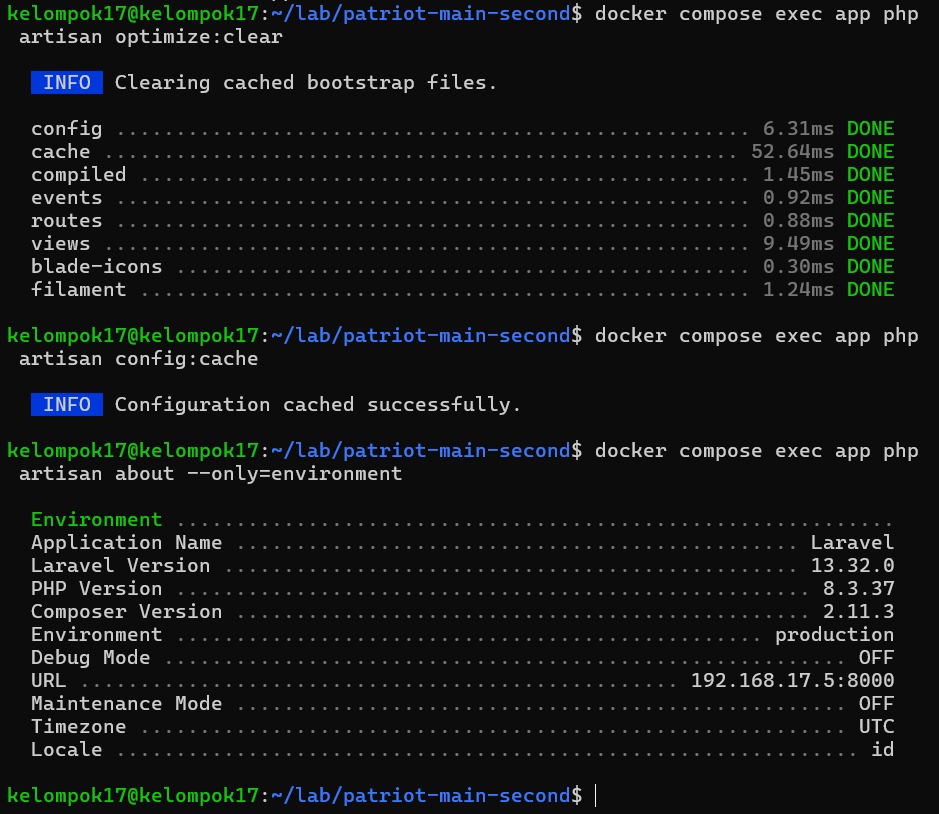 kelompok17@kelompok17:~/lab/patriot-main-second$ docker compose exec app php
 artisan optimize:clear
INFO Clearing cached bootstrap files.
config .................................................... 6.31ms DONE
cache ..................................................... 52.64ms DONE
compiled .................................................. 1.45ms DONE
events .................................................... 0.92ms DONE
routes .................................................... 0.88ms DONE
views ..................................................... 9.49ms DONE
blade-icons ............................................... 0.30ms DONE
filament .................................................. 1.24ms DONE
kelompok17@kelompok17:~/lab/patriot-main-second$ docker compose exec app php
 artisan config:cache
INFO Configuration cached successfully.
kelompok17@kelompok17:~/lab/patriot-main-second$ docker compose exec app php
 artisan about --only=environment
Environment ............................................................
Application Name ............................................... Laravel
Laravel Version ................................................ 13.32.0
PHP Version ..................................................... 8.3.37
Composer Version ................................................ 2.11.3
Environment ................................................. production
Debug Mode ......................................................... OFF
URL .................................................. 192.168.17.5:8000
Maintenance Mode ................................................... OFF
Timezone ........................................................... UTC
Locale .............................................................. id
kelompok17@kelompok17:~/lab/patriot-main-second$